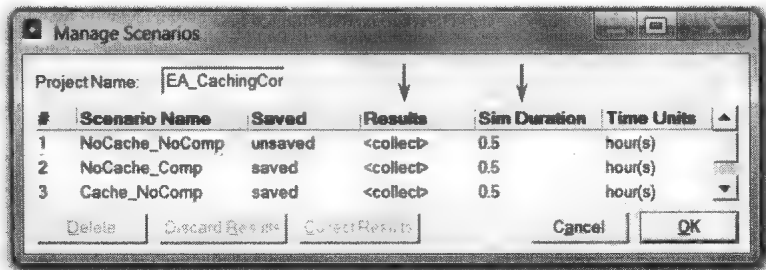 Manage Scenarios
Project Name: EA_CachingCor
# Scenario Name Saved Results Sim Duration Time Units
1 NoCache_NoComp unsaved <collect> 0.5 hour(s)
2 NoCache_Comp saved <collect> 0.5 hour(s)
3 Cache_NoComp saved <collect> 0.5 hour(s)
Delete Discard Results Collect Results Cancel OK